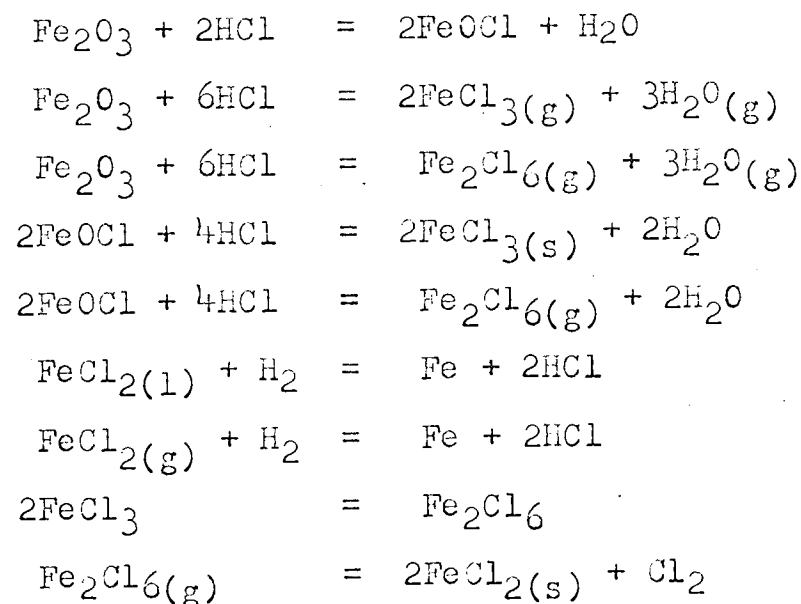 Fe₂O₃ + 2HCl = 2FeOCl + H₂O
Fe₂O₃ + 6HCl = 2FeCl₃(g) + 3H₂O(g)
Fe₂O₃ + 6HCl = Fe₂Cl₆(g) + 3H₂O(g)
2FeOCl + 4HCl = 2FeCl₃(s) + 2H₂O
2FeOCl + 4HCl = Fe₂Cl₆(g) + 2H₂O
FeCl₂(l) + H₂ = Fe + 2HCl
FeCl₂(g) + H₂ = Fe + 2HCl
2FeCl₃ = Fe₂Cl₆
Fe₂Cl₆(g) = 2FeCl₂(s) + Cl₂